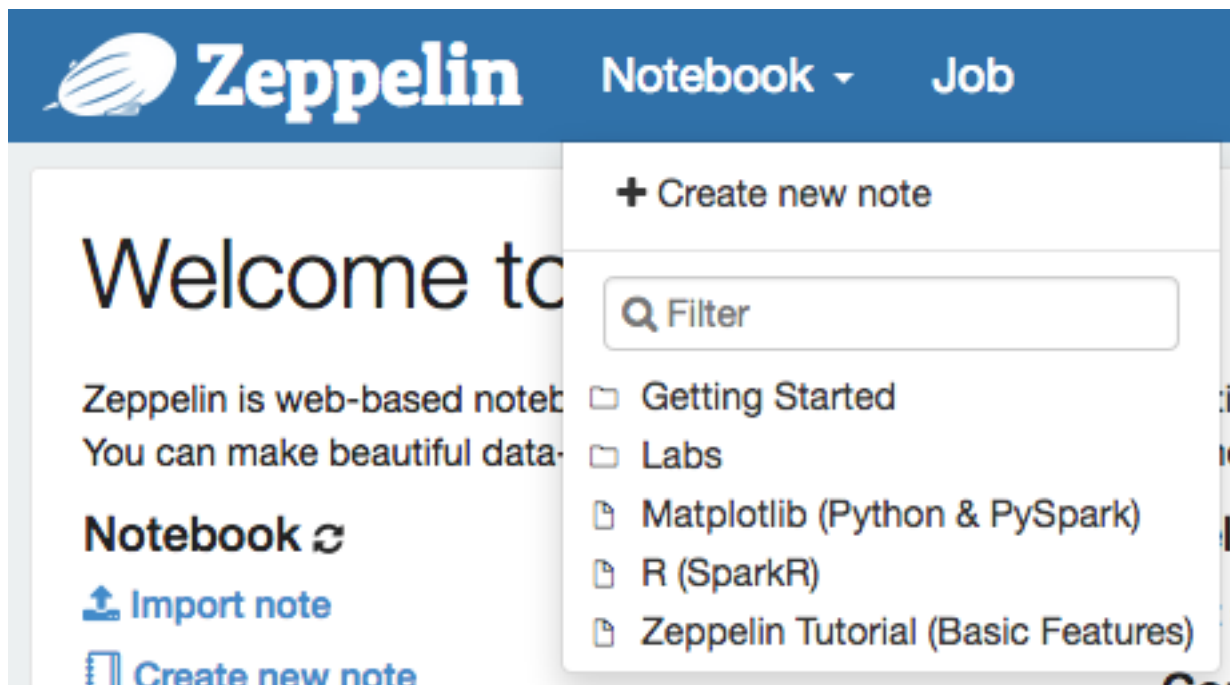 Zeppelin Notebook Job
Create new note
Filter
Getting Started
Labs
Matplotlib (Python & PySpark)
R (SparkR)
Zeppelin Tutorial (Basic Features)
Welcome to
Zeppelin is web-based noteb
You can make beautiful data-
Notebook
Import note
Create new note